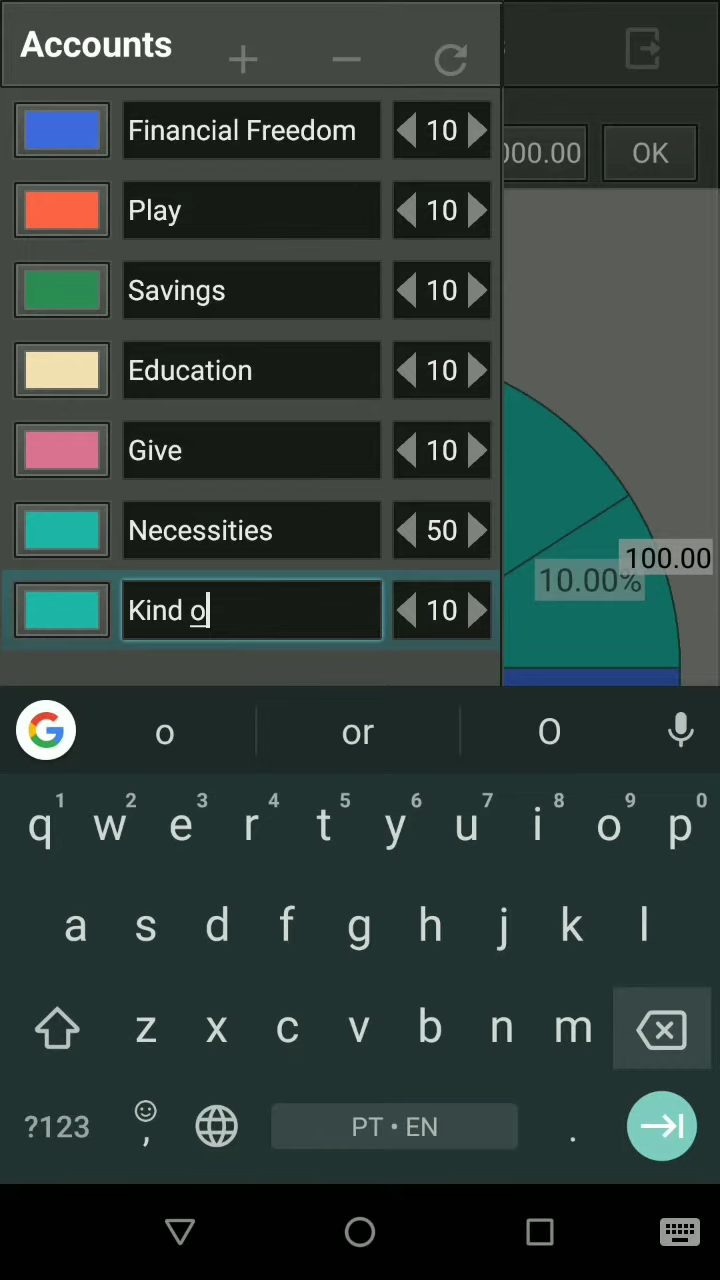 Accounts + −
Financial Freedom 10 000.00 OK
Play 10
Savings 10
Education 10
Give 10
Necessities 50
100.00
10.00%
Kind o 10
G o or O
1 2 3 4 5 6 7 8 9 0
q w e r t y u i o p
a s d f g h j k l
z x c v b n m
?123 , PT • EN .